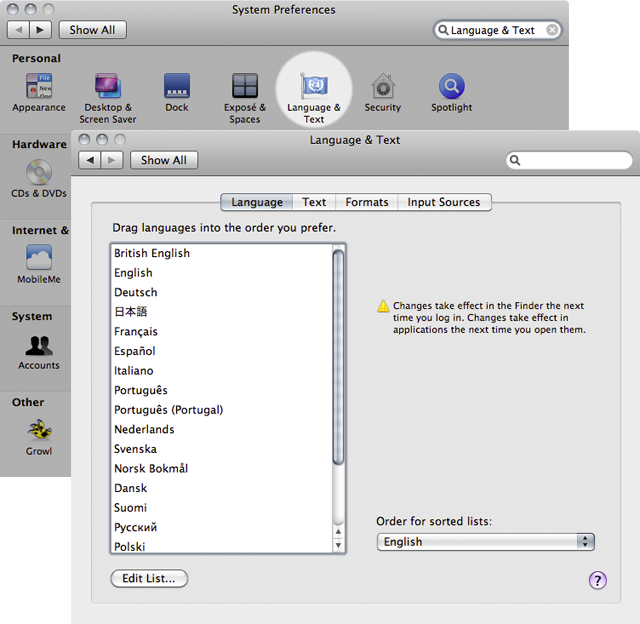 System Preferences
Show All
Language & Text
Personal
Appearance
Desktop &
Screen Saver
Dock
Exposé &
Spaces
Language &
Text
Security
Spotlight
Hardware
CDs & DVDs
Internet &
MobileMe
System
Accounts
Other
Growl
Language & Text
Show All
Language
Text
Formats
Input Sources
Drag languages into the order you prefer.
British English
English
Deutsch
日本語
Français
Español
Italiano
Português
Português (Portugal)
Nederlands
Svenska
Norsk Bokmål
Dansk
Suomi
Русский
Polski
Changes take effect in the Finder the next
time you log in. Changes take effect in
applications the next time you open them.
Order for sorted lists:
English
Edit List...
?